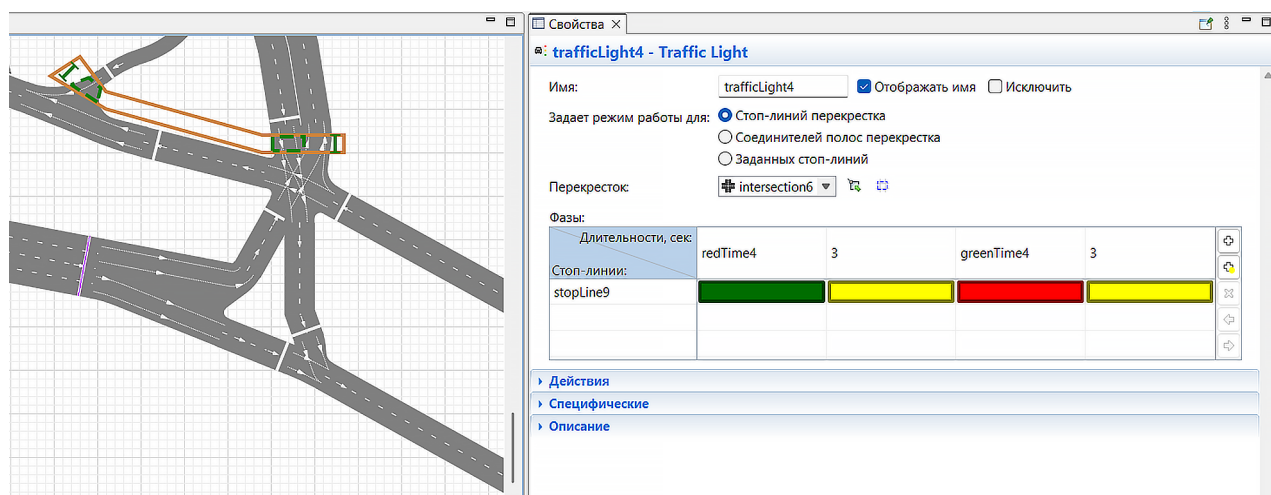 Свойства
trafficLight4 - Traffic Light
Имя: trafficLight4 Отображать имя Исключить
Задает режим работы для: Стоп-линий перекрестка
Соединителей полос перекрестка
Заданных стоп-линий
Перекресток: intersection6
Фазы:
Длительности, сек: redTime4 3 greenTime4 3
Стоп-линии:
stopLine9
Действия
Специфические
Описание